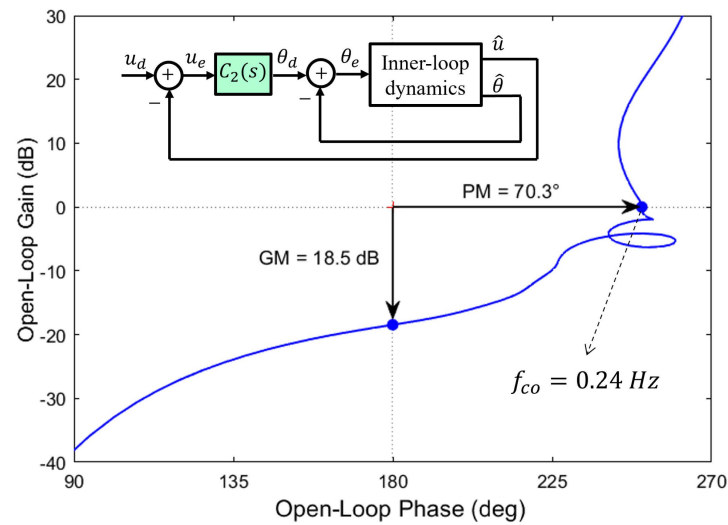 30
20
10
0
-10
-20
-30
-40
90
135
180
225
270
Open-Loop Gain (dB)
Open-Loop Phase (deg)
u_d
+
−
u_e
C_2(s)
θ_d
+
−
θ_e
Inner-loop
dynamics
û
θ̂
PM = 70.3°
GM = 18.5 dB
f_co = 0.24 Hz